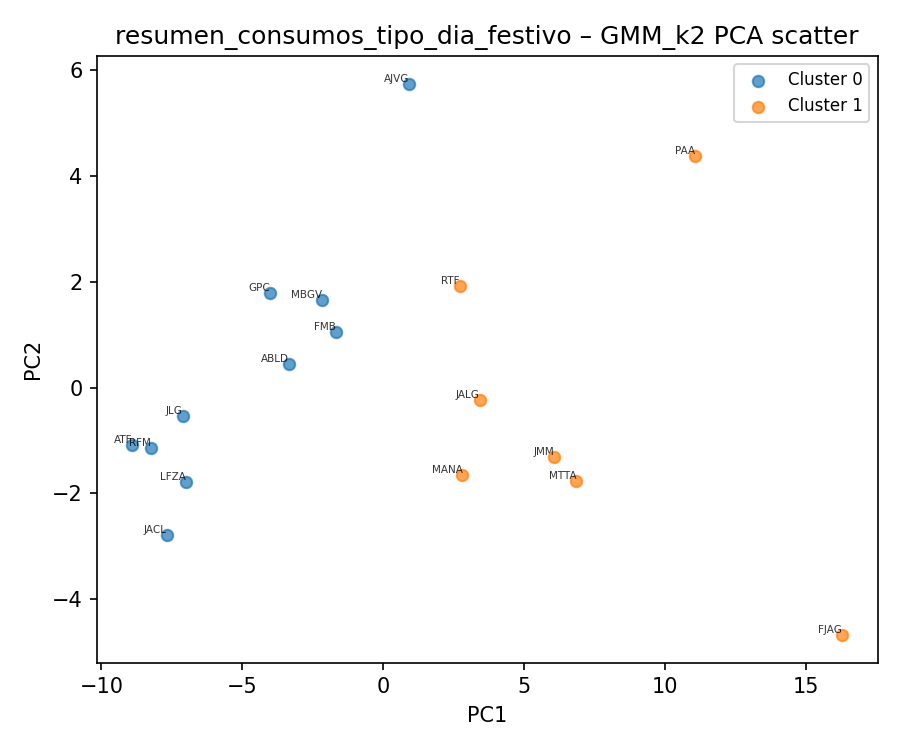 resumen_consumos_tipo_dia_festivo – GMM_k2 PCA scatter
Cluster 0
Cluster 1
6
4
2
0
−2
−4
PC2
AJVG
PAA
GPC
MBGV
RTF
FMB
ABLD
JALG
JLG
ATF
RFM
LFZA
MANA
JMM
MTTA
JACL
FJAG
−10
−5
0
5
10
15
PC1